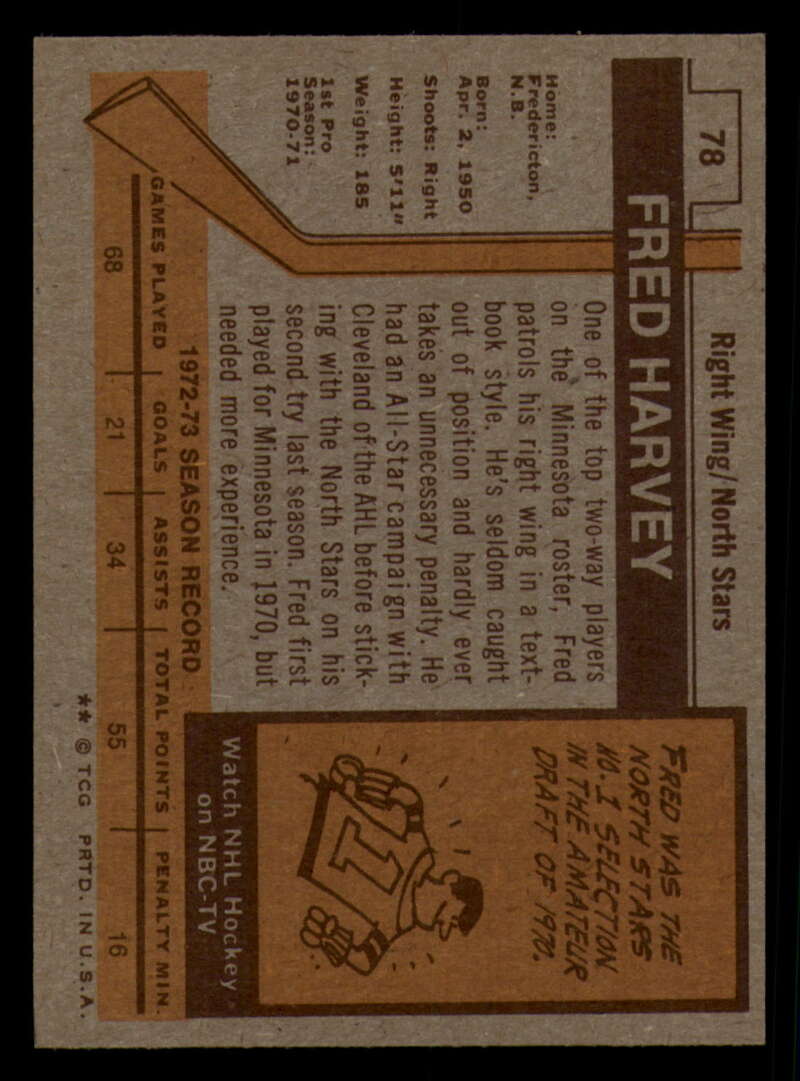 78
Right Wing/North Stars
FRED HARVEY
Home:
Fredericton,
N.B.
Born:
Apr. 2, 1950
Shoots: Right
Height: 5'11"
Weight: 185
1st Pro
Season:
1970-71
One of the top two-way players
on the Minnesota roster, Fred
patrols his right wing in a text-
book style. He's seldom caught
out of position and hardly ever
takes an unnecessary penalty. He
had an All-Star campaign with
Cleveland of the AHL before stick-
ing with the North Stars on his
second try last season. Fred first
played for Minnesota in 1970, but
needed more experience.
FRED WAS THE
NORTH STARS
NO. 1 SELECTION
IN THE AMATEUR
DRAFT OF 1970.
1
Watch NHL Hockey
on NBC-TV
1972-73 SEASON RECORD
GAMES PLAYED | GOALS | ASSISTS | TOTAL POINTS | PENALTY MIN.
68 21 34 55 16
** © TCG PRTD. IN U.S.A.